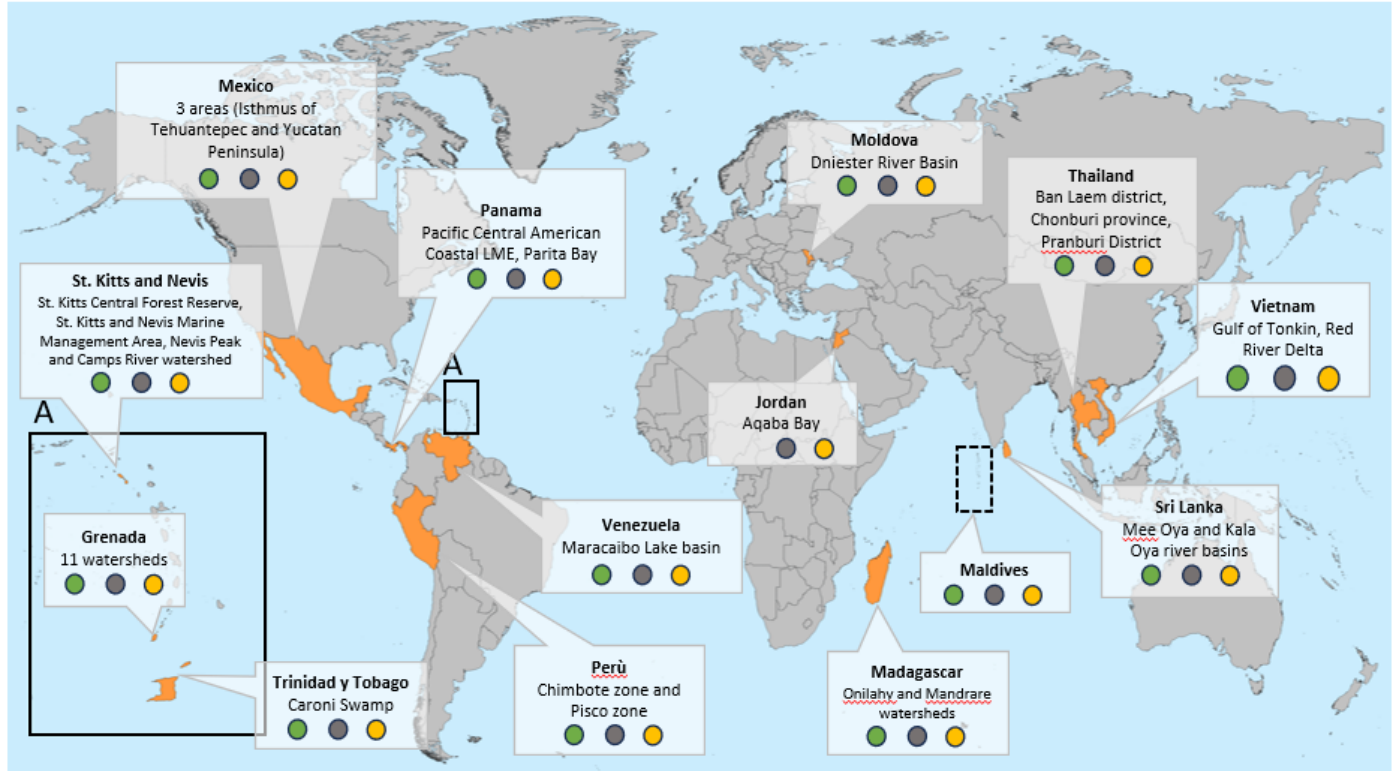 Mexico
3 areas (Isthmus of
Tehuantepec and Yucatan
Peninsula)
Moldova
Dniester River Basin
Thailand
Ban Laem district,
Chonburi province,
Pranburi District
Panama
Pacific Central American
Coastal LME, Parita Bay
St. Kitts and Nevis
St. Kitts Central Forest Reserve,
St. Kitts and Nevis Marine
Management Area, Nevis Peak
and Camps River watershed
Vietnam
Gulf of Tonkin, Red
River Delta
A
A
Jordan
Aqaba Bay
Grenada
11 watersheds
Venezuela
Maracaibo Lake basin
Sri Lanka
Mee Oya and Kala
Oya river basins
Maldives
Trinidad y Tobago
Caroni Swamp
Perù
Chimbote zone and
Pisco zone
Madagascar
Onilahy and Mandrare
watersheds